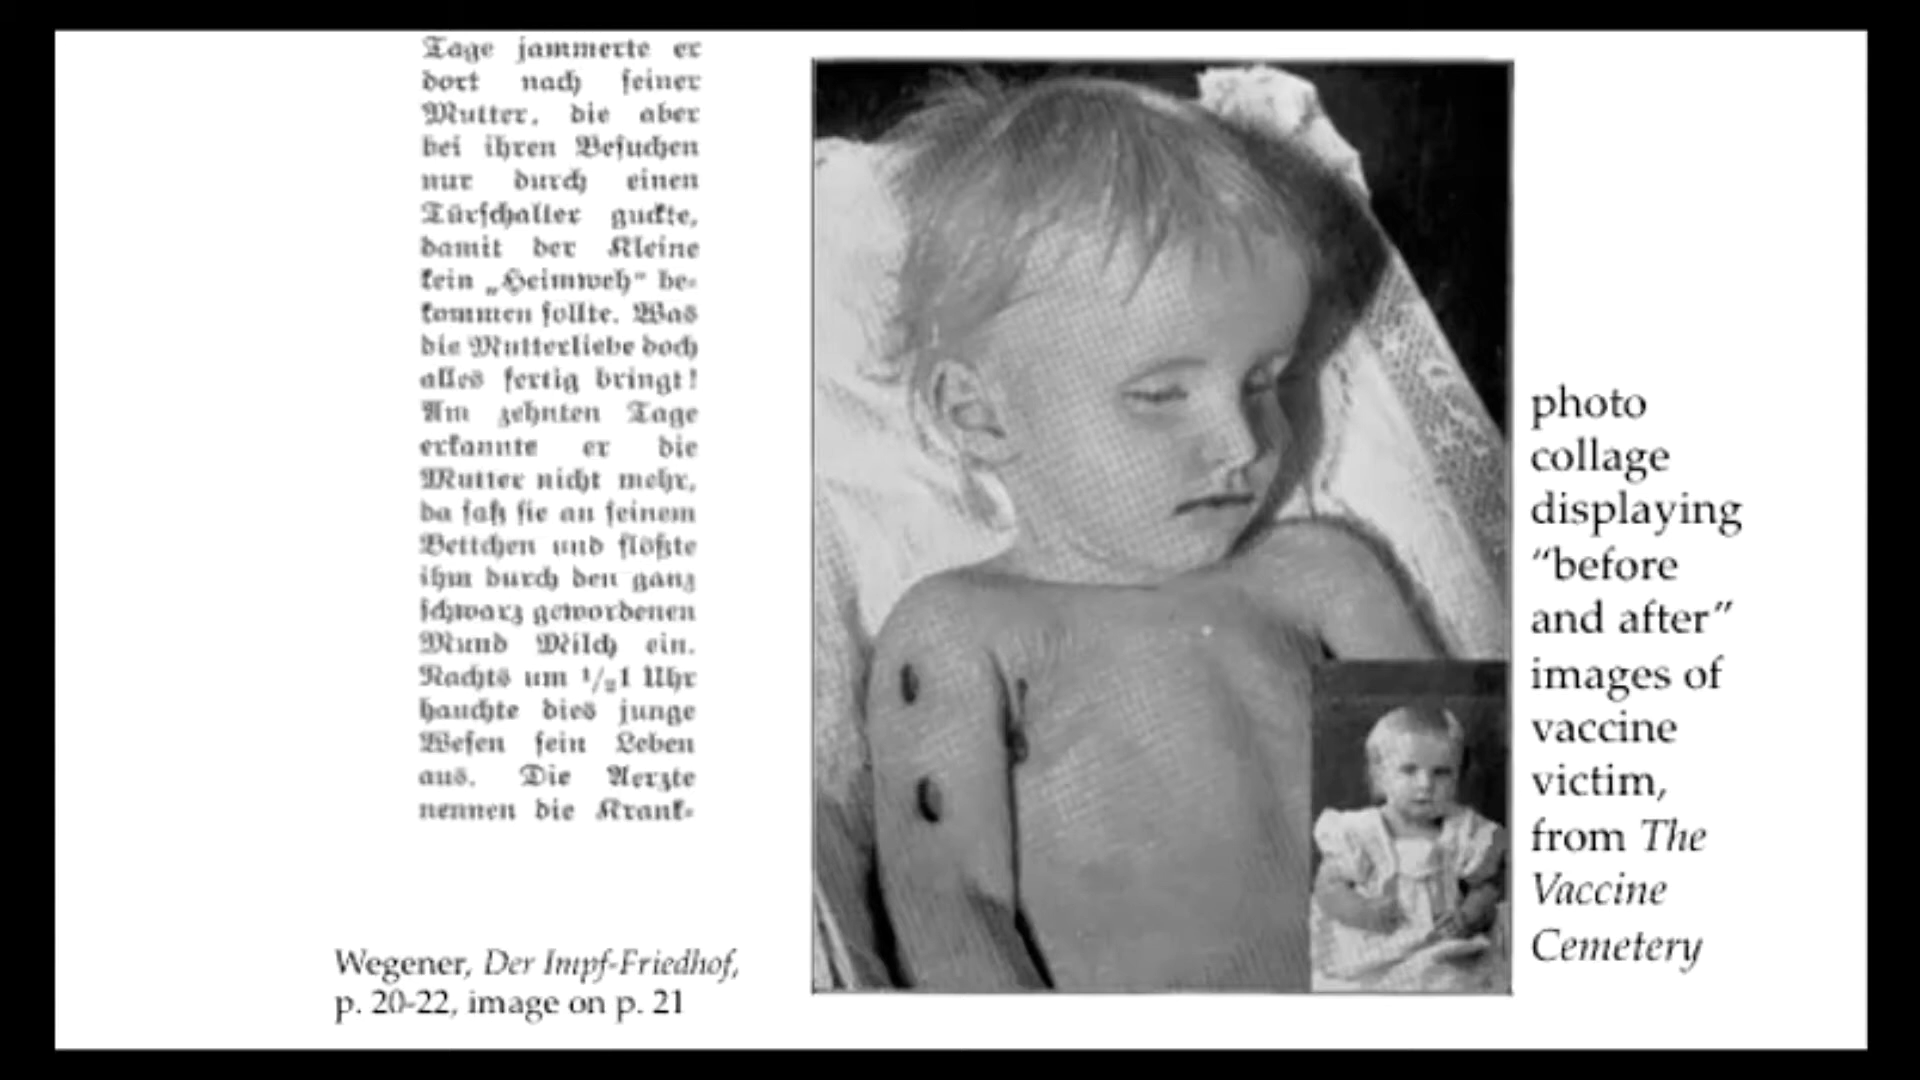 Tage jammerte er
dort nach seiner
Mutter, die aber
bei ihren Besuchen
nur durch einen
Türschalter guckte,
damit der Kleine
kein „Heimweh“ be-
kommen sollte. Was
die Mutterliebe doch
alles fertig bringt!
Am zehnten Tage
erkannte er die
Mutter nicht mehr,
da saß sie an seinem
Bettchen und flößte
ihm durch den ganz
schwarz gewordenen
Mund Milch ein.
Nachts um ½1 Uhr
hauchte dies junge
Wesen sein Leben
aus. Die Aerzte
nennen die Krank-
Wegener, Der Impf-Friedhof,
p. 20-22, image on p. 21
photo
collage
displaying
“before
and after”
images of
vaccine
victim,
from The
Vaccine
Cemetery